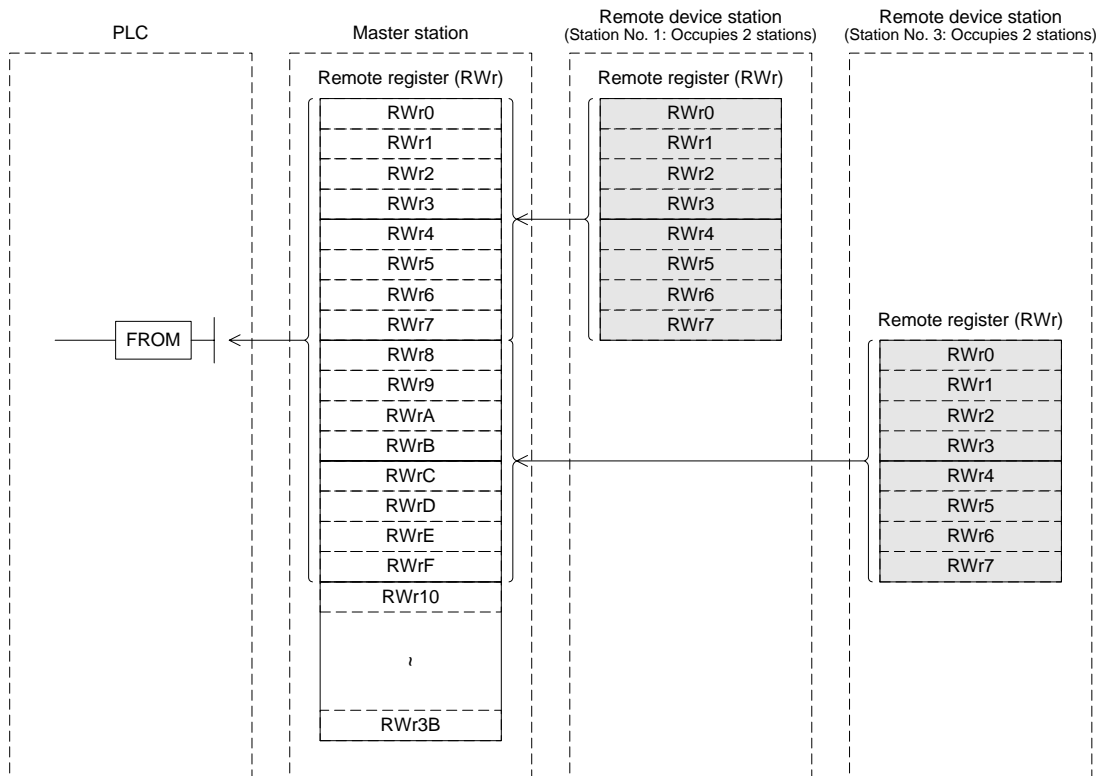 PLC
Master station
Remote device station
(Station No. 1: Occupies 2 stations)
Remote device station
(Station No. 3: Occupies 2 stations)
Remote register (RWr)
RWr0
RWr1
RWr2
RWr3
RWr4
RWr5
RWr6
RWr7
RWr8
RWr9
RWrA
RWrB
RWrC
RWrD
RWrE
RWrF
RWr10
~
RWr3B
Remote register (RWr)
RWr0
RWr1
RWr2
RWr3
RWr4
RWr5
RWr6
RWr7
Remote register (RWr)
RWr0
RWr1
RWr2
RWr3
RWr4
RWr5
RWr6
RWr7
FROM